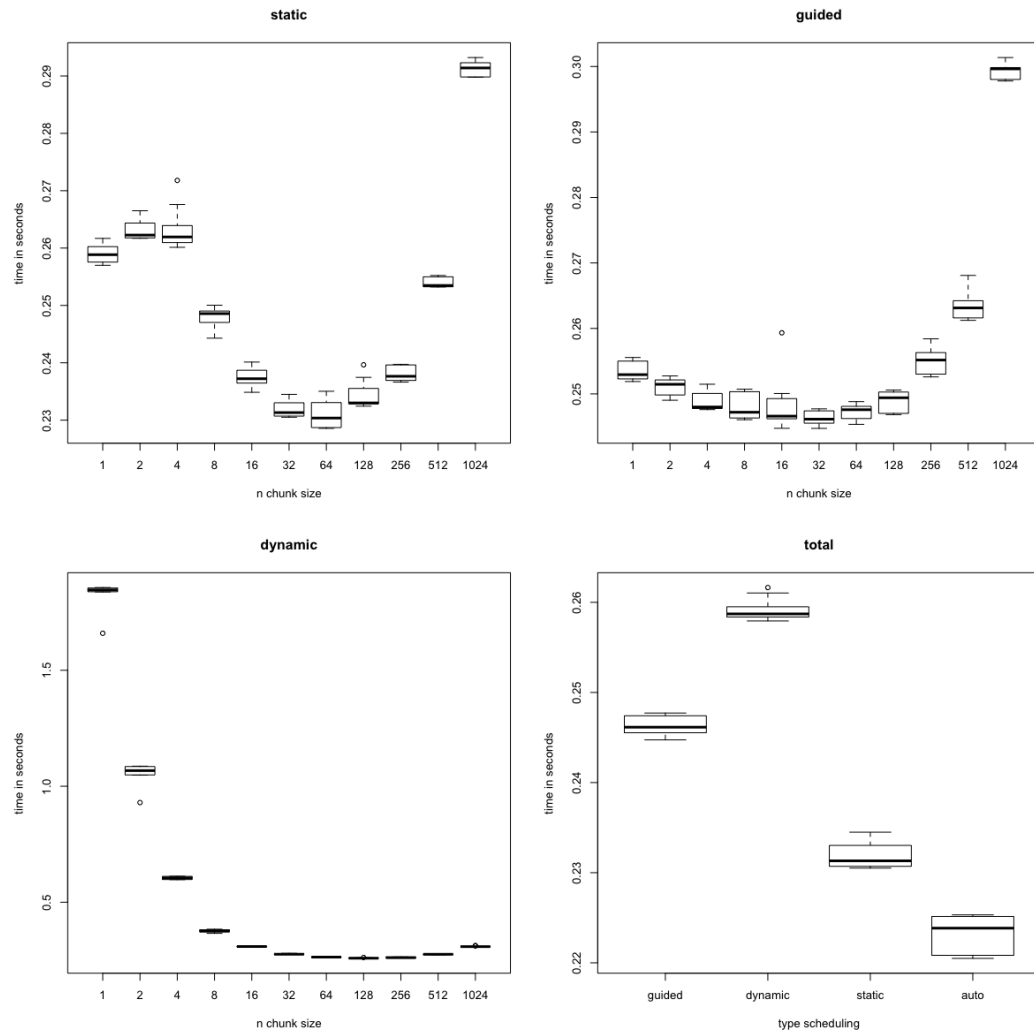 static
time in seconds
0.29
0.28
0.27
0.26
0.25
0.24
0.23
1 2 4 8 16 32 64 128 256 512 1024
n chunk size
guided
time in seconds
0.30
0.29
0.28
0.27
0.26
0.25
1 2 4 8 16 32 64 128 256 512 1024
n chunk size
dynamic
time in seconds
1.5
1.0
0.5
1 2 4 8 16 32 64 128 256 512 1024
n chunk size
total
time in seconds
0.26
0.25
0.24
0.23
0.22
guided dynamic static auto
type scheduling